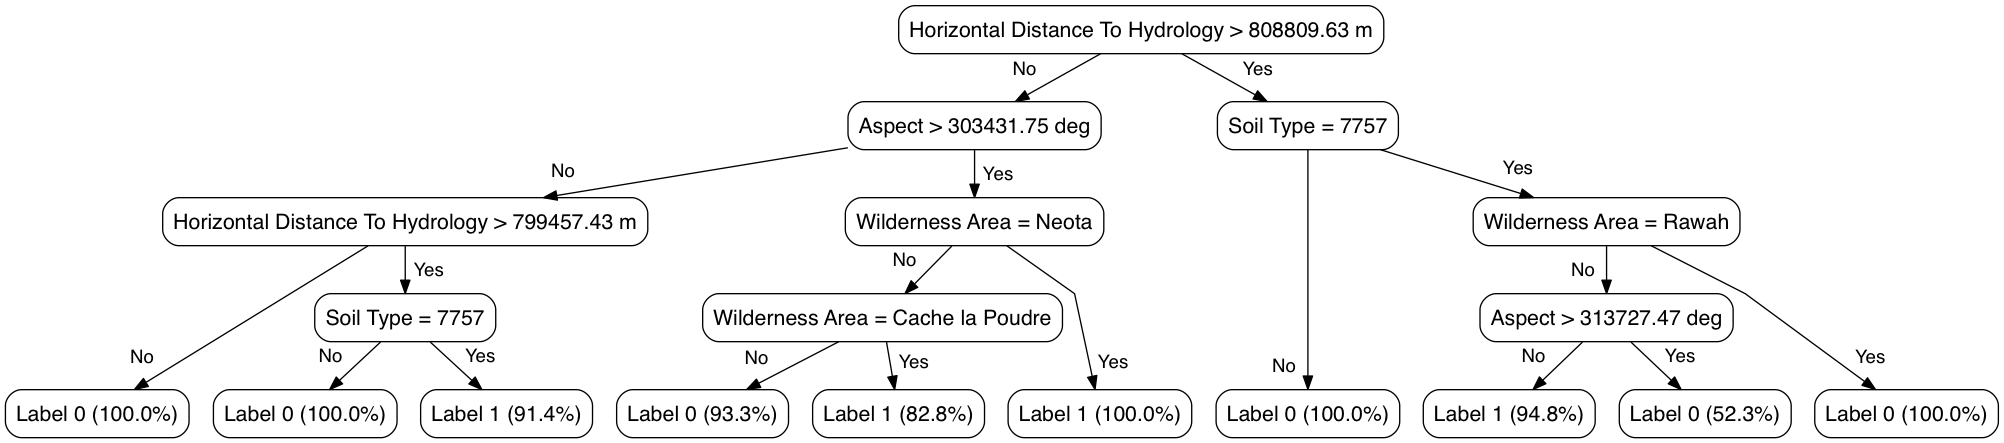 Horizontal Distance To Hydrology > 808809.63 m
No
Yes
Aspect > 303431.75 deg
Soil Type = 7757
No
Yes
Yes
Horizontal Distance To Hydrology > 799457.43 m
Wilderness Area = Neota
Wilderness Area = Rawah
Yes
No
No
Soil Type = 7757
Wilderness Area = Cache la Poudre
Aspect > 313727.47 deg
No
No
Yes
No
Yes
Yes
No
No
Yes
Yes
Label 0 (100.0%)
Label 0 (100.0%)
Label 1 (91.4%)
Label 0 (93.3%)
Label 1 (82.8%)
Label 1 (100.0%)
Label 0 (100.0%)
Label 1 (94.8%)
Label 0 (52.3%)
Label 0 (100.0%)